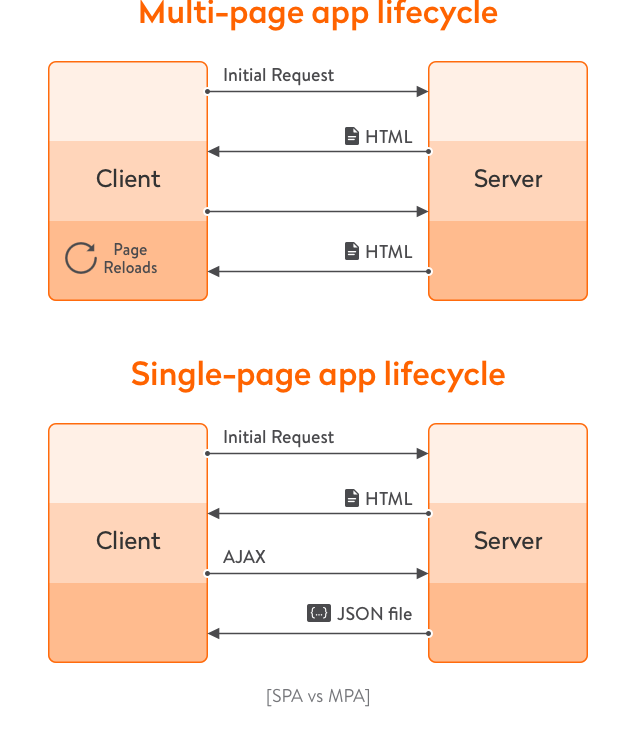 Multi-page app lifecycle
Initial Request
HTML
Client
Server
HTML
Page
Reloads
Single-page app lifecycle
Initial Request
HTML
Client
Server
AJAX
{...} JSON file
[SPA vs MPA]